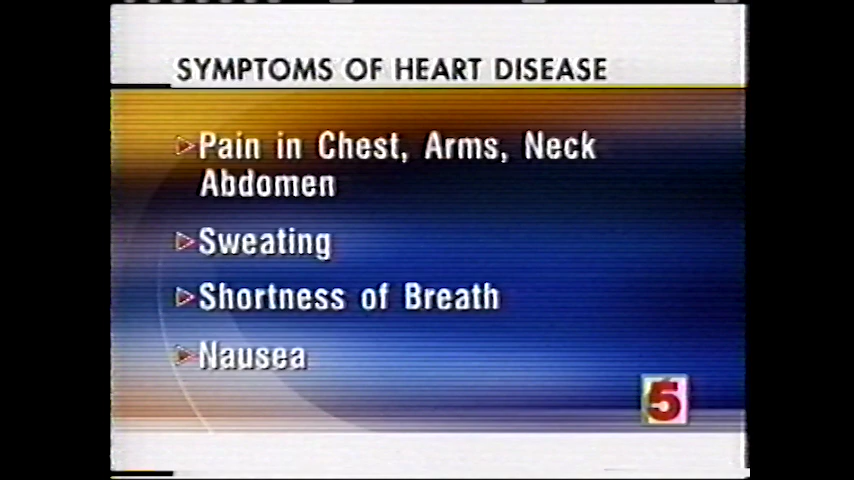 SYMPTOMS OF HEART DISEASE
Pain in Chest, Arms, Neck
Abdomen
Sweating
Shortness of Breath
Nausea
5